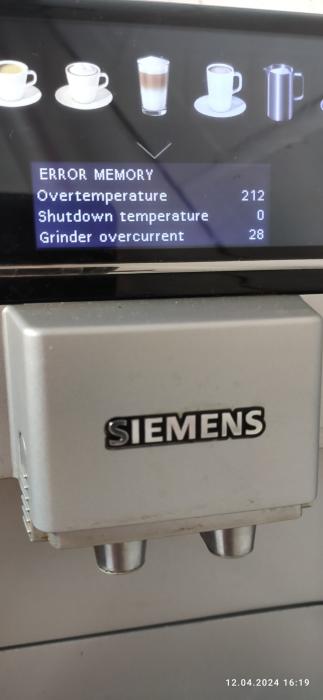 ERROR MEMORY
Overtemperature 212
Shutdown temperature 0
Grinder overcurrent 28
SIEMENS
12.04.2024 16:19